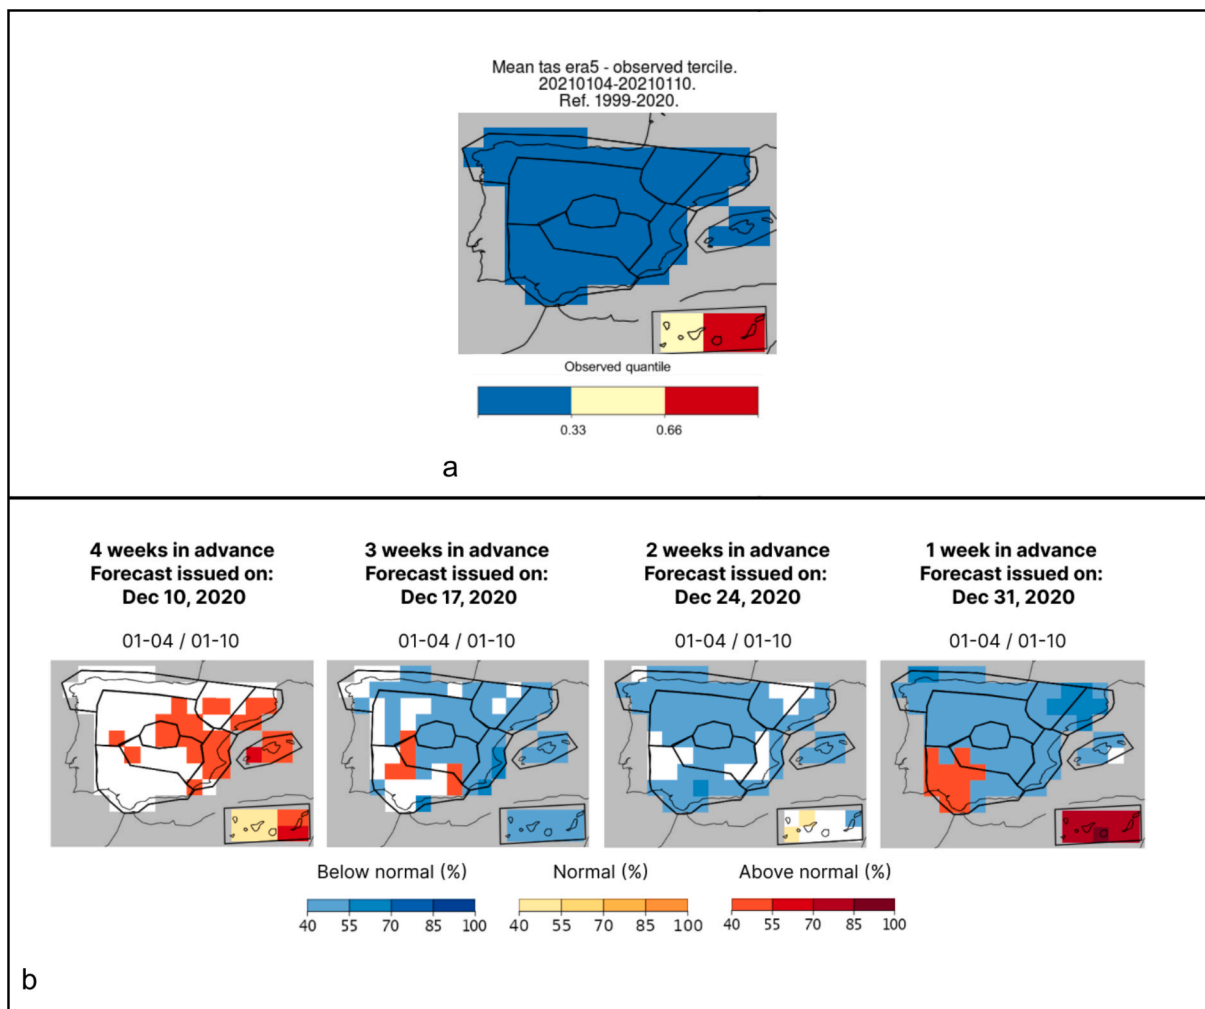 Mean tas era5 - observed tercile.
20210104-20210110.
Ref. 1999-2020.
Observed quantile
0.33 0.66
a
4 weeks in advance
Forecast issued on:
Dec 10, 2020
01-04 / 01-10
3 weeks in advance
Forecast issued on:
Dec 17, 2020
01-04 / 01-10
2 weeks in advance
Forecast issued on:
Dec 24, 2020
01-04 / 01-10
1 week in advance
Forecast issued on:
Dec 31, 2020
01-04 / 01-10
Below normal (%)
40 55 70 85 100
Normal (%)
40 55 70 85 100
Above normal (%)
40 55 70 85 100
b